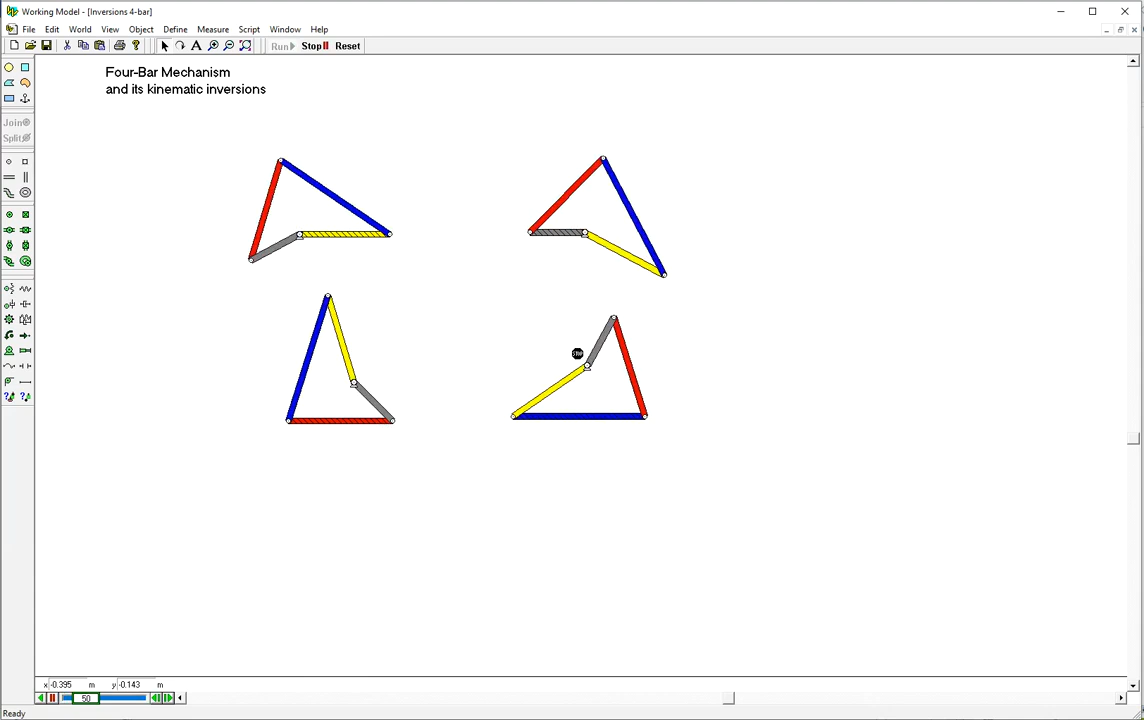 Working Model - [Inversions 4-bar]
File Edit World View Object Define Measure Script Window Help
Run Stop Reset
Join
Split
Four-Bar Mechanism
and its kinematic inversions
STOP
x -0.395 m y -0.143 m
50
Ready